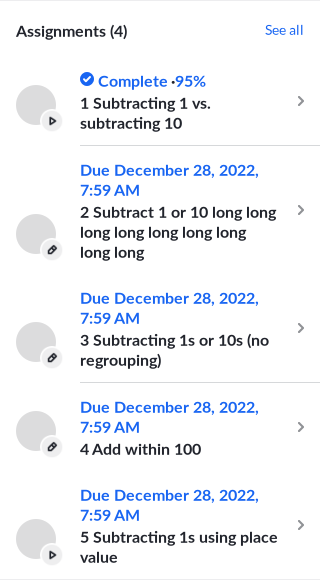 Assignments (4)
See all
Complete ·95%
1 Subtracting 1 vs.
subtracting 10
Due December 28, 2022,
7:59 AM
2 Subtract 1 or 10 long long
long long long long long
long long
Due December 28, 2022,
7:59 AM
3 Subtracting 1s or 10s (no
regrouping)
Due December 28, 2022,
7:59 AM
4 Add within 100
Due December 28, 2022,
7:59 AM
5 Subtracting 1s using place
value